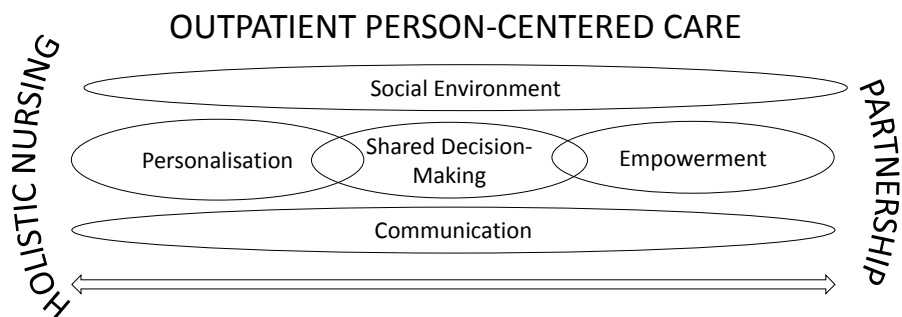 OUTPATIENT PERSON-CENTERED CARE
HOLISTIC NURSING
Social Environment
PARTNERSHIP
Personalisation
Shared Decision-
Making
Empowerment
Communication